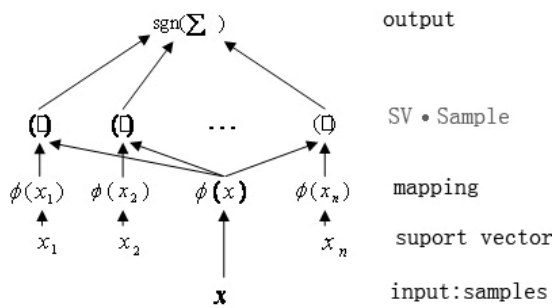 sgn(∑ output
(▯) (▯) ... (▯) SV • Sample
ϕ(x₁) ϕ(x₂) ϕ(x) ϕ(xₙ) mapping
x₁ x₂ xₙ suport vector
x input:samples